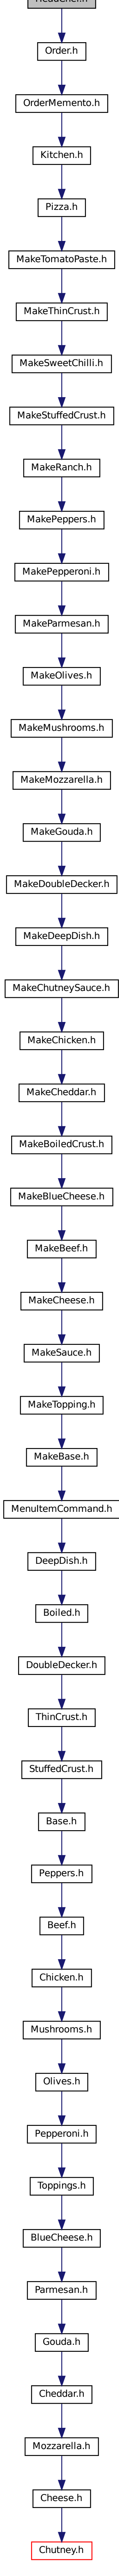 Order.h
OrderMemento.h
Kitchen.h
Pizza.h
MakeTomatoPaste.h
MakeThinCrust.h
MakeSweetChilli.h
MakeStuffedCrust.h
MakeRanch.h
MakePeppers.h
MakePepperoni.h
MakeParmesan.h
MakeOlives.h
MakeMushrooms.h
MakeMozzarella.h
MakeGouda.h
MakeDoubleDecker.h
MakeDeepDish.h
MakeChutneySauce.h
MakeChicken.h
MakeCheddar.h
MakeBoiledCrust.h
MakeBlueCheese.h
MakeBeef.h
MakeCheese.h
MakeSauce.h
MakeTopping.h
MakeBase.h
MenuItemCommand.h
DeepDish.h
Boiled.h
DoubleDecker.h
ThinCrust.h
StuffedCrust.h
Base.h
Peppers.h
Beef.h
Chicken.h
Mushrooms.h
Olives.h
Pepperoni.h
Toppings.h
BlueCheese.h
Parmesan.h
Gouda.h
Cheddar.h
Mozzarella.h
Cheese.h
Chutney.h